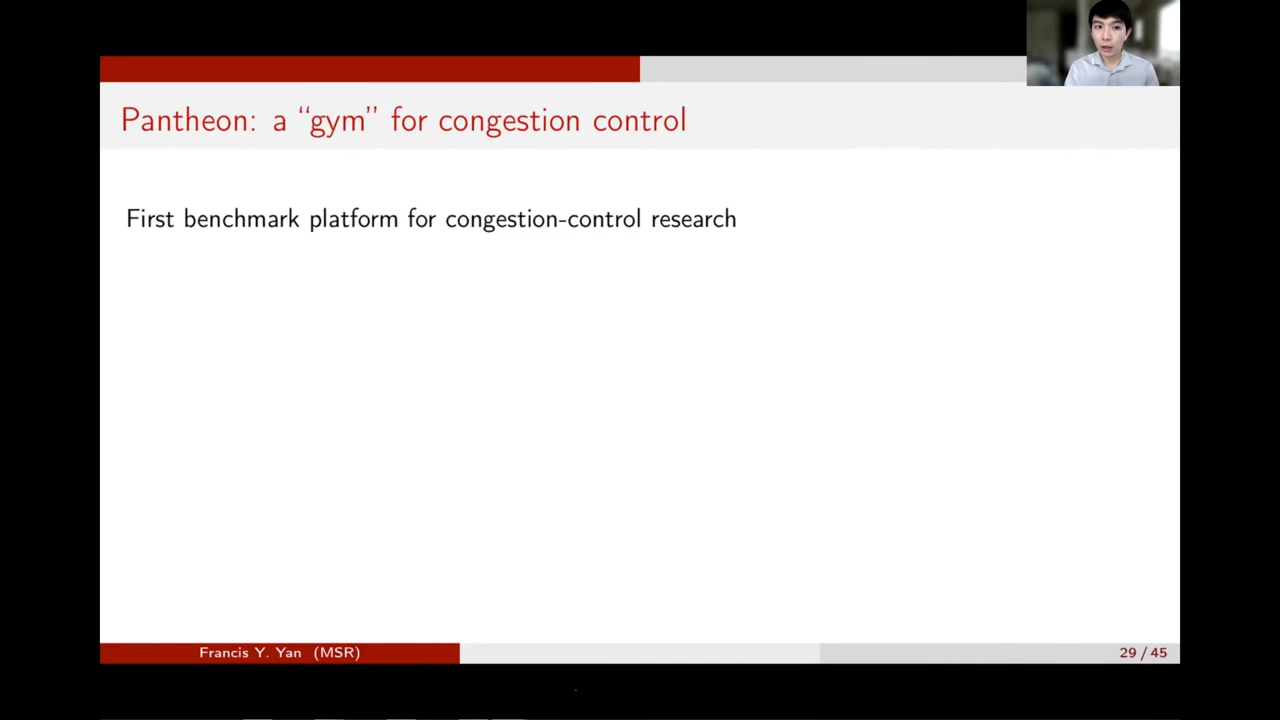 Pantheon: a “gym” for congestion control
First benchmark platform for congestion-control research
Francis Y. Yan (MSR)
29 / 45